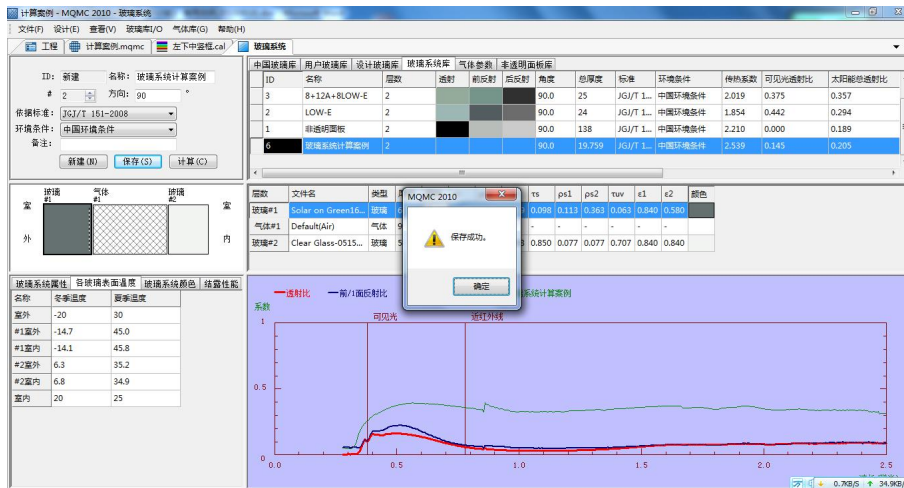 计算案例 - MQMC 2010 - 玻璃系统
文件(F) 设计(E) 查看(V) 玻璃库I/O 气体库(G) 帮助(H)
工程 计算案例.mqmc 左下中竖框.cal 玻璃系统
ID: 新建 名称: 玻璃系统计算案例
# 2 方向: 90 °
依据标准: JGJ/T 151-2008
环境条件: 中国环境条件
备注:
新建(N) 保存(S) 计算(C)
中国玻璃库 用户玻璃库 设计玻璃库 玻璃系统库 气体参数 非透明面板库
ID 名称 层数 透射 前反射 后反射 角度 总厚度 标准 环境条件 传热系数 可见光透射比 太阳能总透射比
3 8+12A+8LOW-E 2 90.0 25 JGJ/T 1... 中国环境条件 2.019 0.375 0.357
2 LOW-E 2 90.0 24 JGJ/T 1... 中国环境条件 1.854 0.442 0.294
1 非透明面板 2 90.0 138 JGJ/T 1... 中国环境条件 2.210 0.000 0.189
6 玻璃系统计算案例 2 90.0 19.759 JGJ/T 1... 中国环境条件 2.539 0.145 0.205
玻璃 气体 玻璃
#1 #1 #2
室 室
外 内
层数 文件名 类型 τs ρs1 ρs2 τuv ε1 ε2 颜色
玻璃#1 Solar on Green16... 玻璃 6 0.098 0.113 0.363 0.063 0.840 0.580
气体#1 Default(Air) 气体 9 - - - - - -
玻璃#2 Clear Glass-0515... 玻璃 5 0.850 0.077 0.077 0.707 0.840 0.840
MQMC 2010
保存成功。
确定
玻璃系统属性 各玻璃表面温度 玻璃系统颜色 结露性能
名称 冬季温度 夏季温度
室外 -20 30
#1室外 -14.7 45.0
#1室内 -14.1 45.8
#2室外 6.3 35.2
#2室内 6.8 34.9
室内 20 25
透射比 前/1面反射比 系统计算案例
系数
可见光 近红外线
1
0.5
0
0.0 0.5 1.0 1.5 2.0 2.5
0.7KB/S 34.9KB/